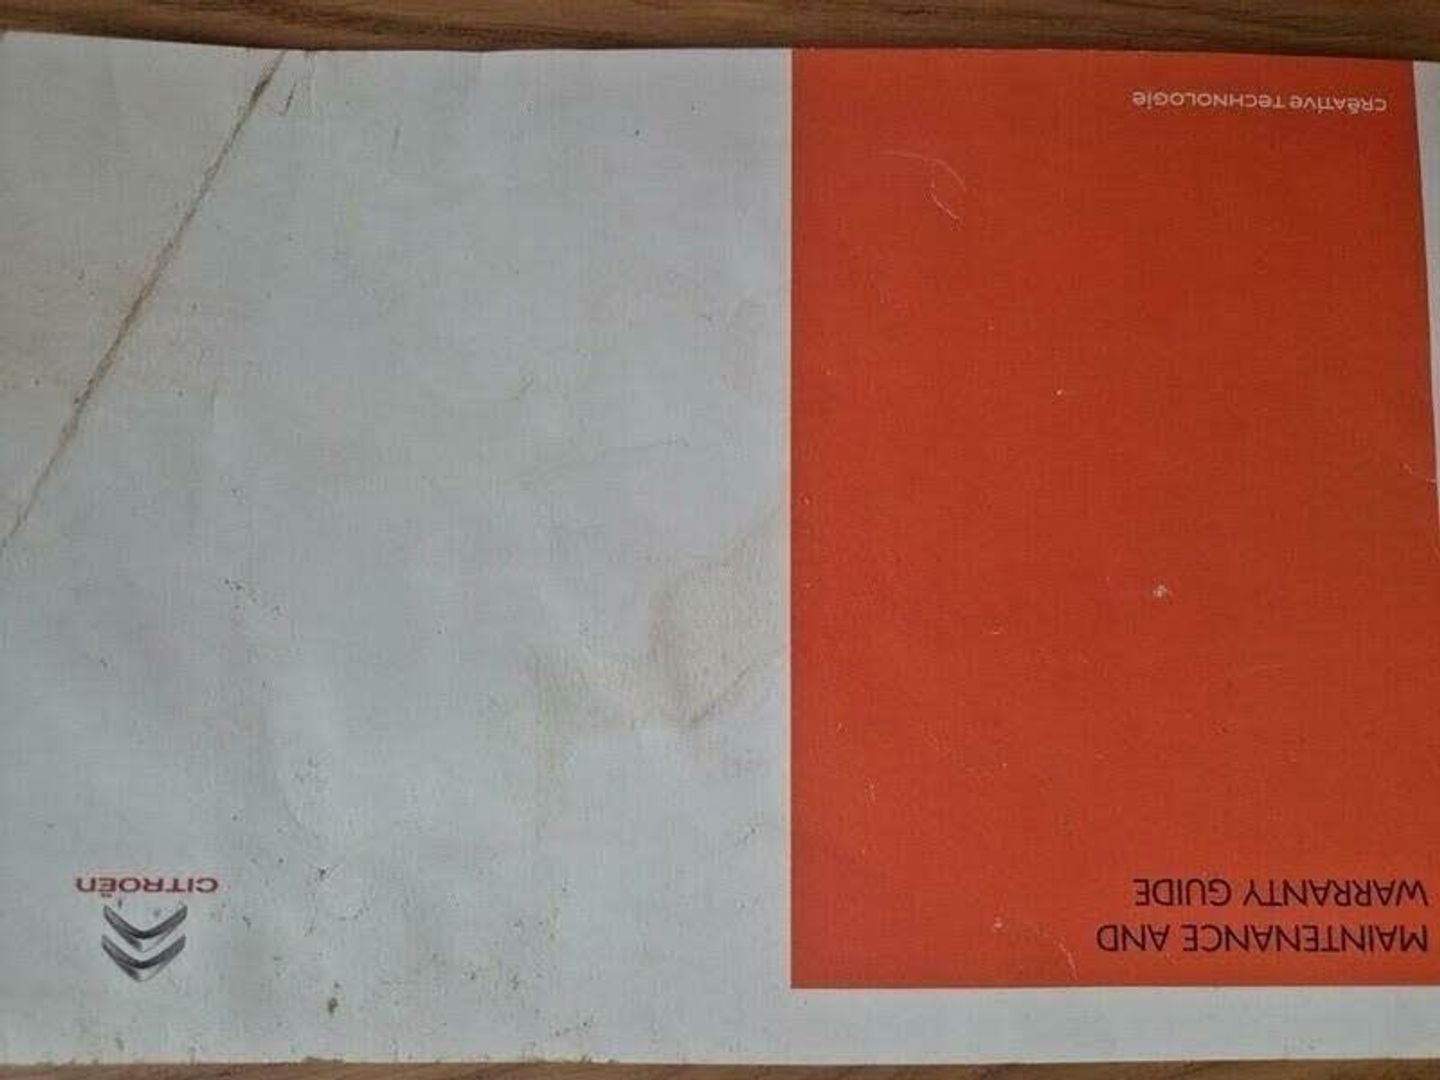 MAINTENANCE AND
WARRANTY GUIDE
CITROËN
CRÉATIVE TECHNOLOGIE